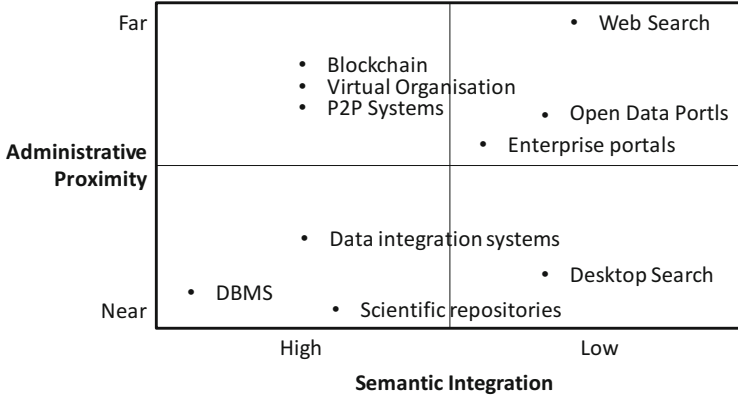 Far
• Web Search
• Blockchain
• Virtual Organisation
• P2P Systems
• Open Data Portls
• Enterprise portals
Administrative
Proximity
• Data integration systems
• Desktop Search
• DBMS
Near
• Scientific repositories
High
Low
Semantic Integration